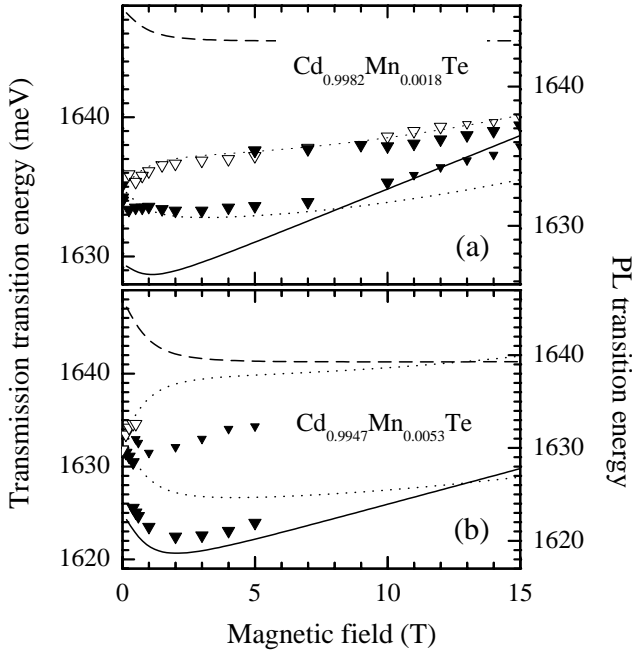 Cd0.9982Mn0.0018Te
1640
1630
1640
1630
(a)
Transmission transition energy (meV)
PL transition energy
1640
1630
1620
1640
1630
1620
Cd0.9947Mn0.0053Te
(b)
0 5 10 15
Magnetic field (T)